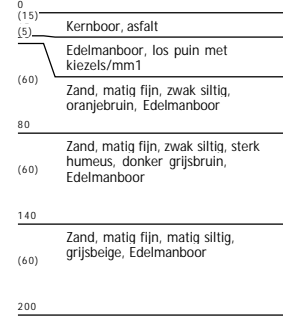 0
(15)
Kernboor, asfalt
(5)
Edelmanboor, los puin met
kiezels/mm1
(60)
Zand, matig fijn, zwak siltig,
oranjebruin, Edelmanboor
80
Zand, matig fijn, zwak siltig, sterk
humeus, donker grijsbruin,
Edelmanboor
(60)
140
Zand, matig fijn, matig siltig,
grijsbeige, Edelmanboor
(60)
200